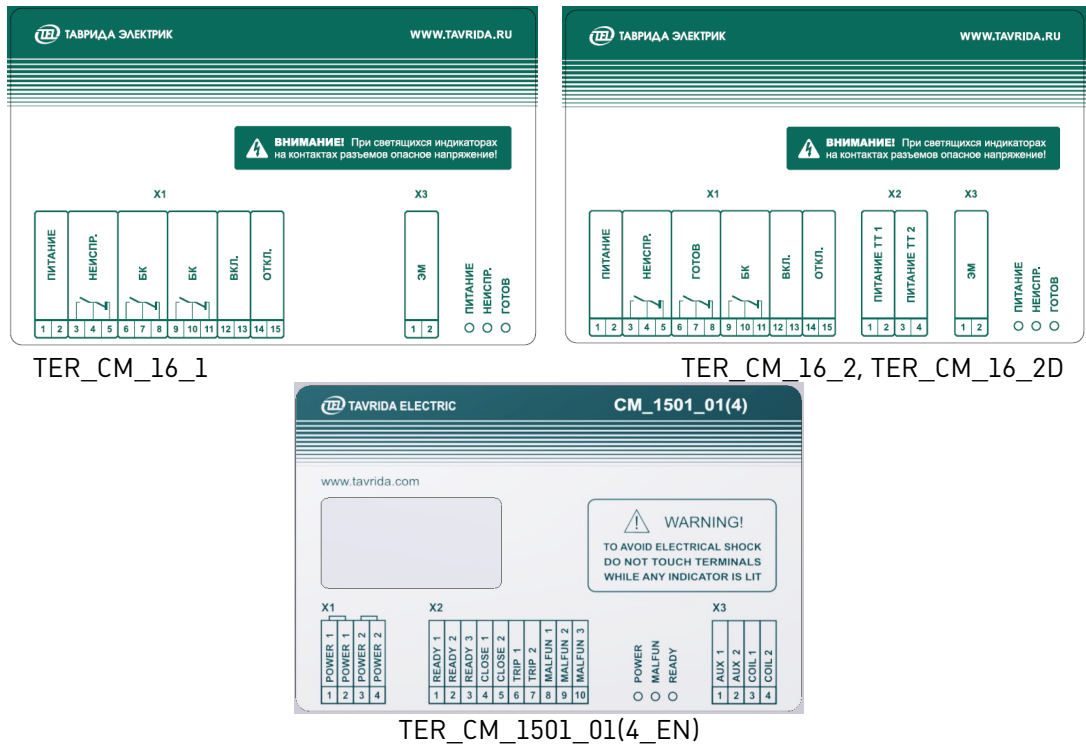 TEL ТАВРИДА ЭЛЕКТРИК WWW.TAVRIDA.RU
ВНИМАНИЕ! При светящихся индикаторах
на контактах разъемов опасное напряжение!
X1 X3
ПИТАНИЕ НЕИСПР. БК БК ВКЛ. ОТКЛ. ЭМ ПИТАНИЕ НЕИСПР. ГОТОВ
1 2 3 4 5 6 7 8 9 10 11 12 13 14 15 1 2
TER_CM_16_1
TEL ТАВРИДА ЭЛЕКТРИК WWW.TAVRIDA.RU
ВНИМАНИЕ! При светящихся индикаторах
на контактах разъемов опасное напряжение!
X1 X2 X3
ПИТАНИЕ НЕИСПР. ГОТОВ БК ВКЛ. ОТКЛ. ПИТАНИЕ ТТ 1 ПИТАНИЕ ТТ 2 ЭМ ПИТАНИЕ НЕИСПР. ГОТОВ
1 2 3 4 5 6 7 8 9 10 11 12 13 14 15 1 2 3 4 1 2
TER_CM_16_2, TER_CM_16_2D
TEL TAVRIDA ELECTRIC CM_1501_01(4)
www.tavrida.com
WARNING!
TO AVOID ELECTRICAL SHOCK
DO NOT TOUCH TERMINALS
WHILE ANY INDICATOR IS LIT
X1 X2 X3
POWER 1 POWER 1 POWER 2 POWER 2 READY 1 READY 2 READY 3 CLOSE 1 CLOSE 2 TRIP 1 TRIP 2 MALFUN 1 MALFUN 2 MALFUN 3 POWER MALFUN READY AUX 1 AUX 2 COIL 1 COIL 2
1 2 3 4 1 2 3 4 5 6 7 8 9 10 1 2 3 4
TER_CM_1501_01(4_EN)